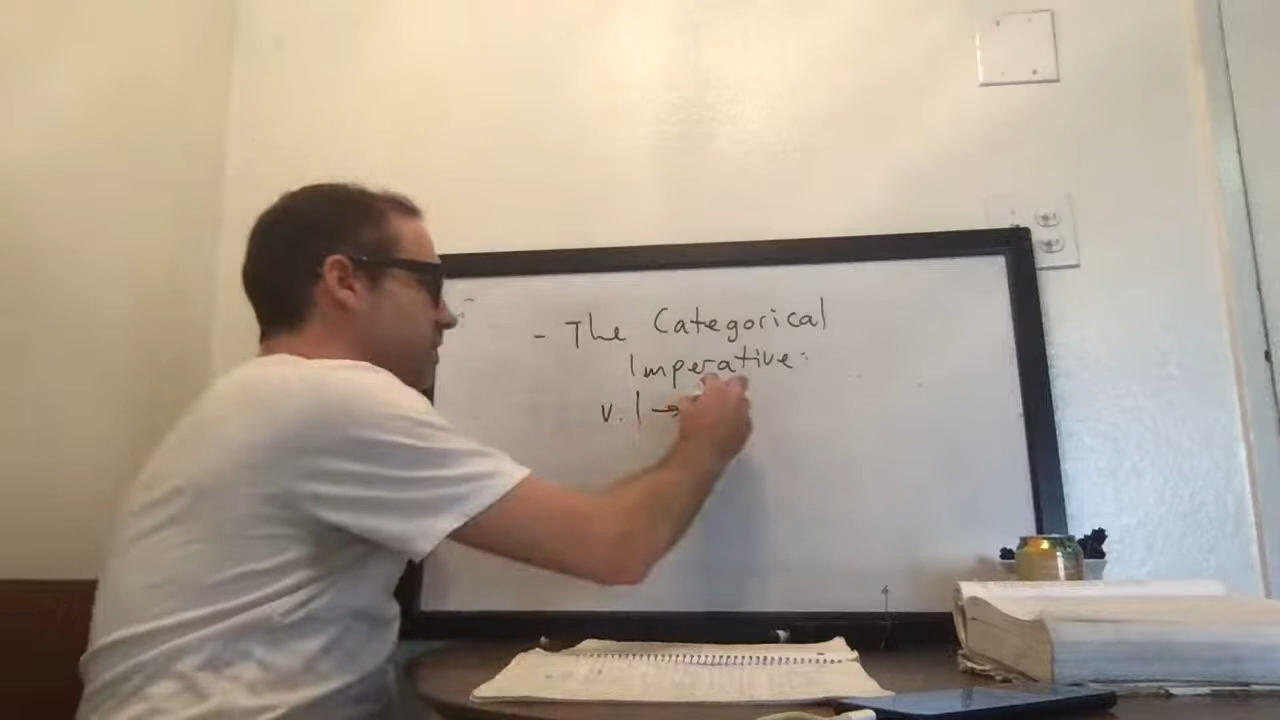 - The Categorical
Imperative:
v. 1 →